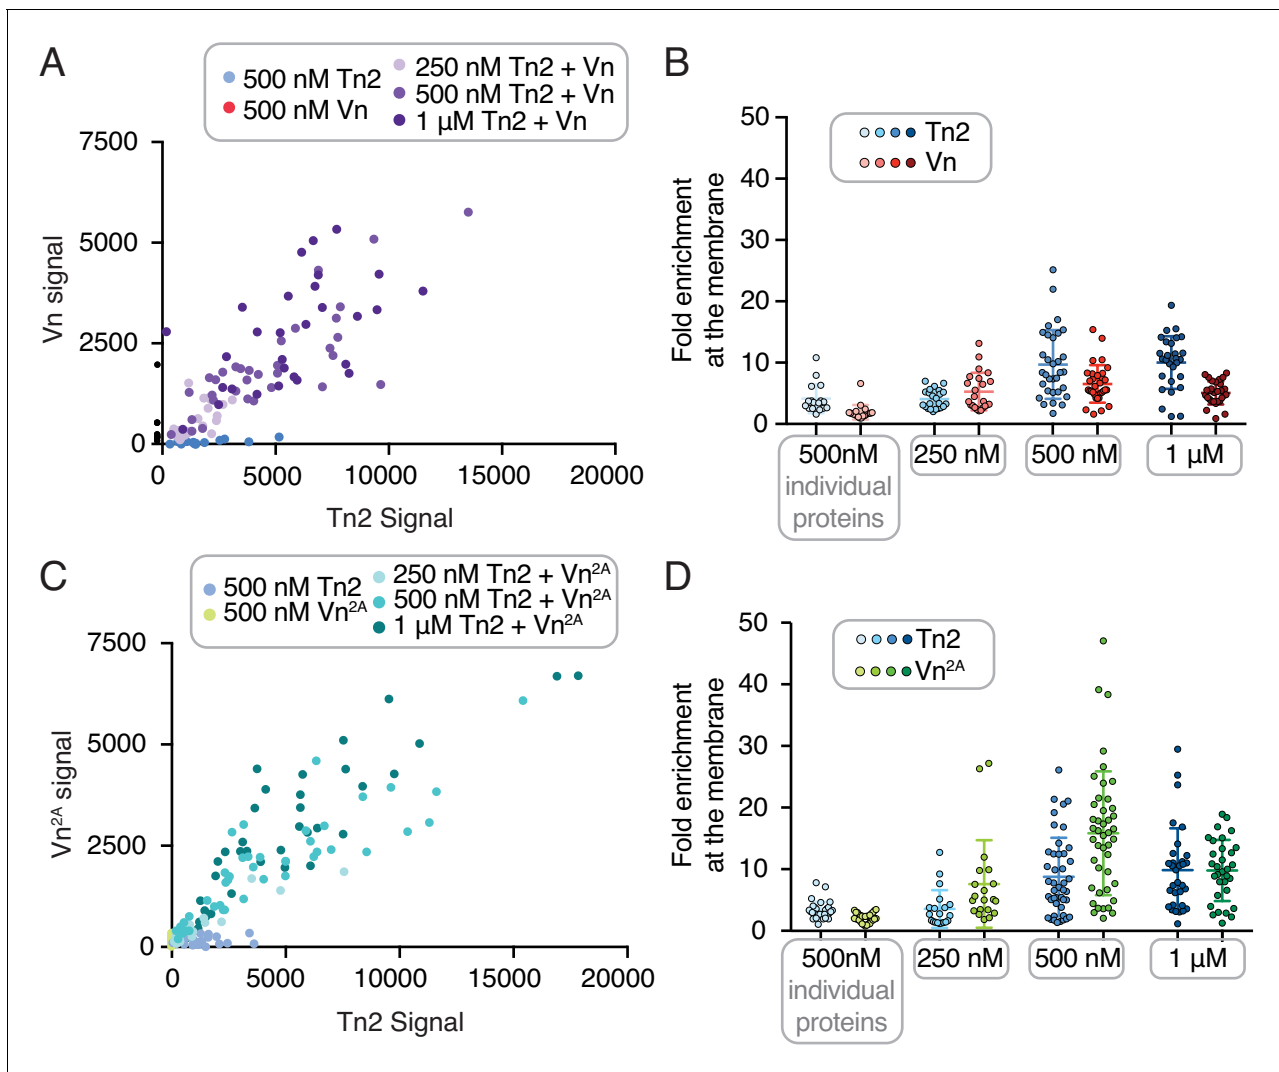 A
500 nM Tn2
500 nM Vn
250 nM Tn2 + Vn
500 nM Tn2 + Vn
1 μM Tn2 + Vn
7500
5000
2500
0
Vn signal
0
5000
10000
15000
20000
Tn2 Signal
B
Tn2
Vn
50
40
30
20
10
0
Fold enrichment
at the membrane
500nM
individual
proteins
250 nM
500 nM
1 μM
C
500 nM Tn2
500 nM Vn2A
250 nM Tn2 + Vn2A
500 nM Tn2 + Vn2A
1 μM Tn2 + Vn2A
7500
5000
2500
0
Vn2A signal
0
5000
10000
15000
20000
Tn2 Signal
D
Tn2
Vn2A
50
40
30
20
10
0
Fold enrichment
at the membrane
500nM
individual
proteins
250 nM
500 nM
1 μM